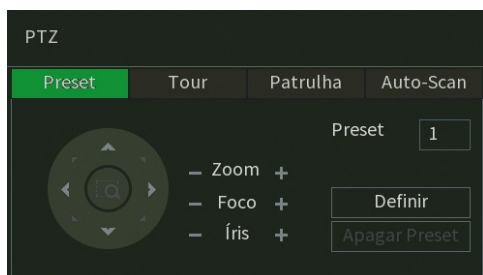 PTZ
Preset Tour Patrulha Auto-Scan
Preset 1
– Zoom +
– Foco +
– Íris +
Definir
Apagar Preset